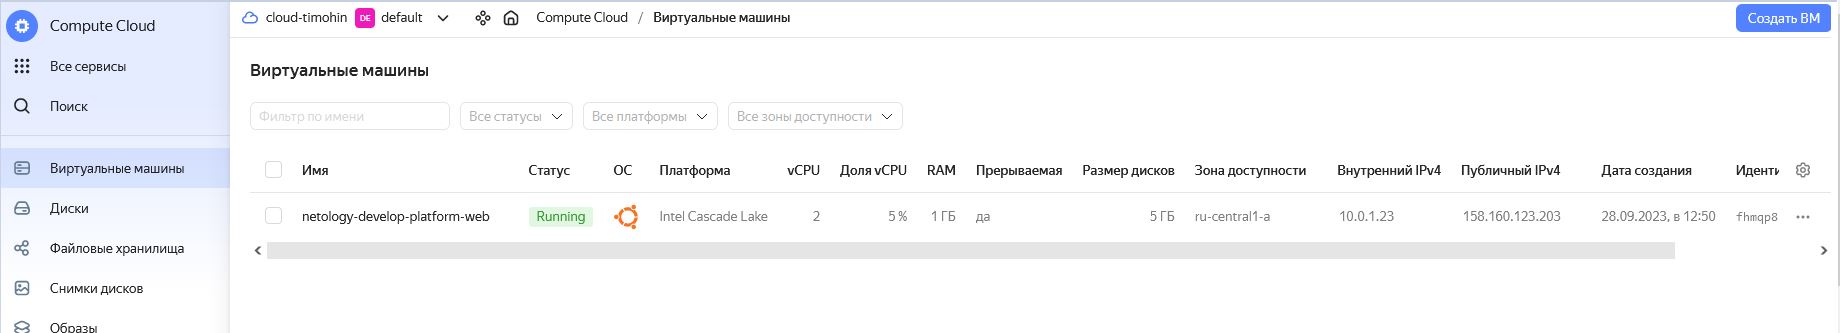 Compute Cloud
Все сервисы
Поиск
Виртуальные машины
Диски
Файловые хранилища
Снимки дисков
Образы
cloud-timohin DE default Compute Cloud / Виртуальные машины Создать ВМ
Виртуальные машины
Фильтр по имени Все статусы Все платформы Все зоны доступности
Имя Статус ОС Платформа vCPU Доля vCPU RAM Прерываемая Размер дисков Зона доступности Внутренний IPv4 Публичный IPv4 Дата создания Иденти
netology-develop-platform-web Running Intel Cascade Lake 2 5 % 1 ГБ да 5 ГБ ru-central1-a 10.0.1.23 158.160.123.203 28.09.2023, в 12:50 fhmqp8